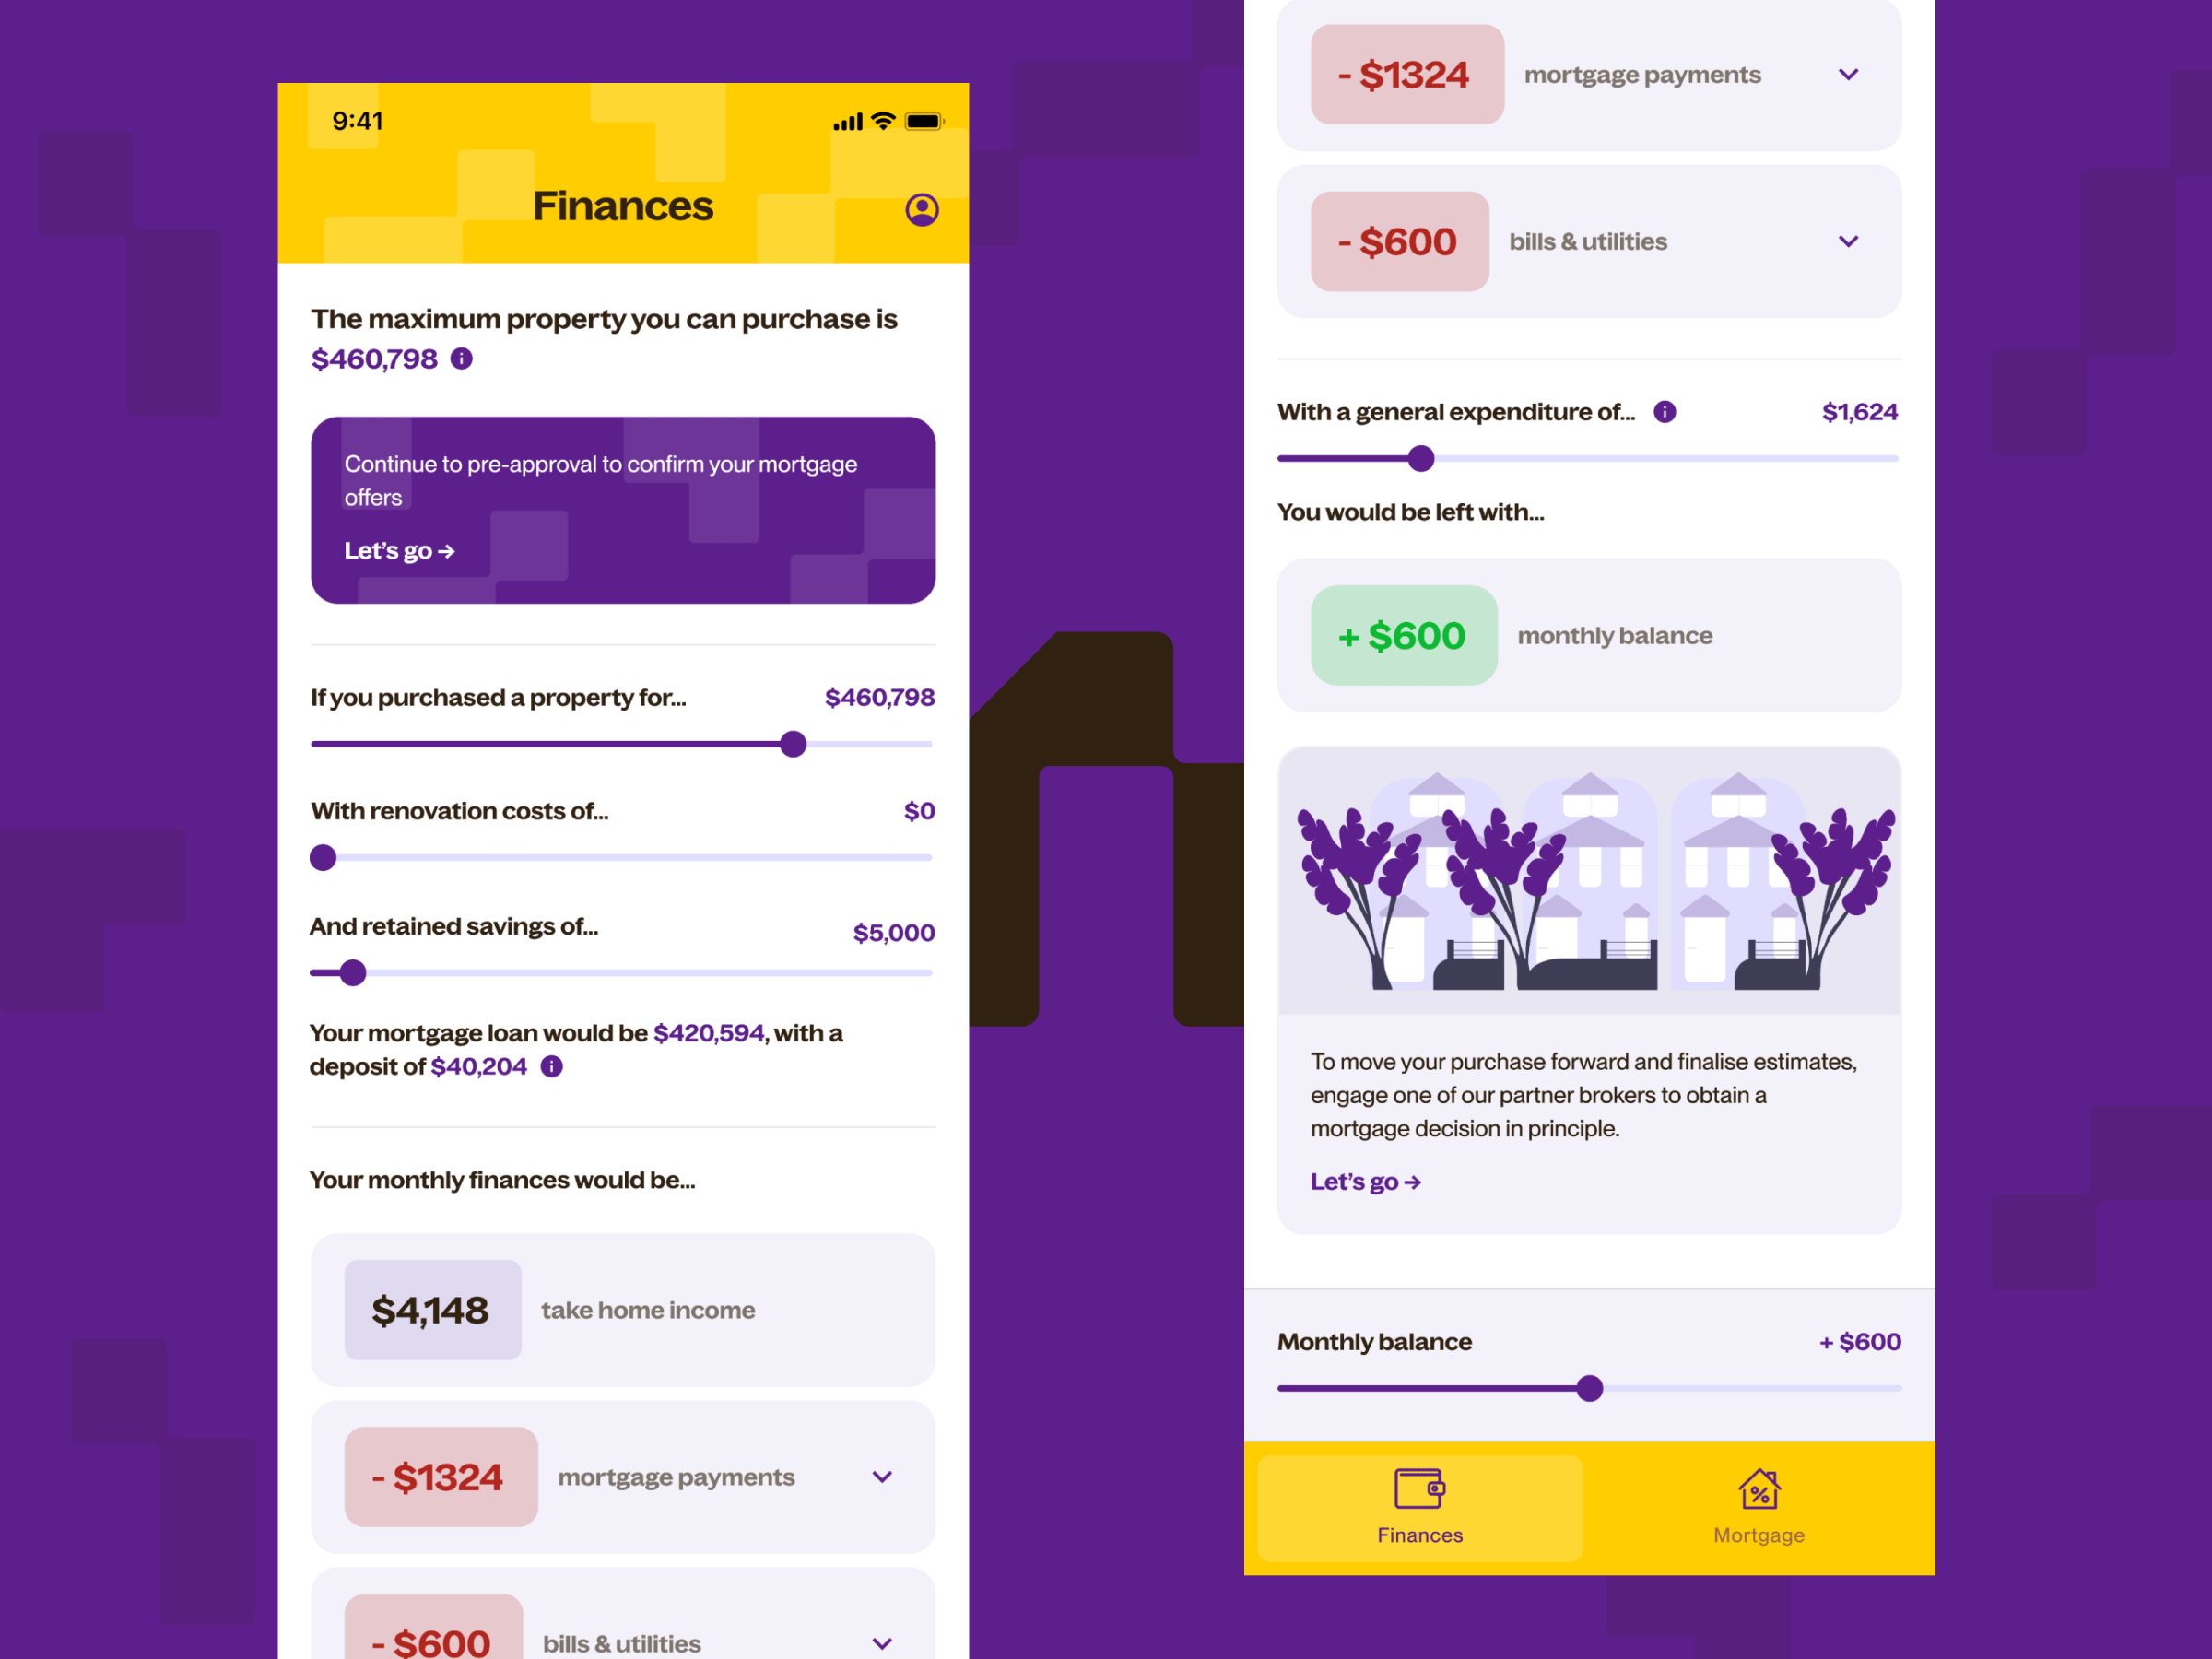 9:41
Finances
The maximum property you can purchase is
$460,798
Continue to pre-approval to confirm your mortgage
offers
Let's go →
If you purchased a property for... $460,798
With renovation costs of... $0
And retained savings of... $5,000
Your mortgage loan would be $420,594, with a
deposit of $40,204
Your monthly finances would be...
$4,148 take home income
- $1324 mortgage payments
- $600 bills & utilities
- $1324 mortgage payments
- $600 bills & utilities
With a general expenditure of... $1,624
You would be left with...
+ $600 monthly balance
To move your purchase forward and finalise estimates,
engage one of our partner brokers to obtain a
mortgage decision in principle.
Let's go →
Monthly balance + $600
Finances
Mortgage